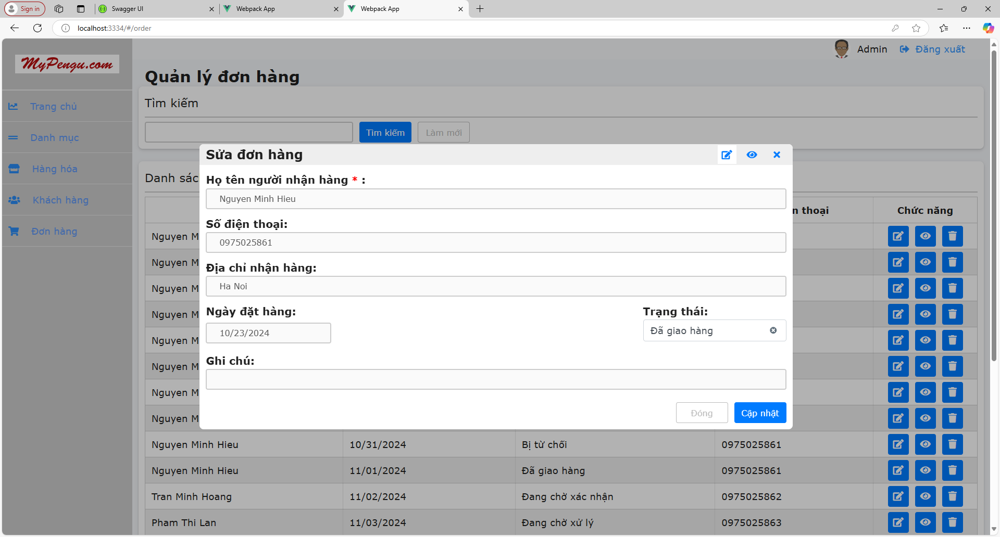 Sign in
Swagger UI
Webpack App
Webpack App
localhost:3334/#/order
MyPengu.com
Admin
Đăng xuất
Trang chủ
Danh mục
Hàng hóa
Khách hàng
Đơn hàng
Quản lý đơn hàng
Tìm kiếm
Tìm kiếm
Làm mới
Danh sác
n thoại
Chức năng
Nguyen M
Nguyen M
Nguyen M
Nguyen M
Nguyen M
Nguyen M
Nguyen M
Nguyen M
Sửa đơn hàng
Họ tên người nhận hàng * :
Nguyen Minh Hieu
Số điện thoại:
0975025861
Địa chỉ nhận hàng:
Ha Noi
Ngày đặt hàng:
Trạng thái:
10/23/2024
Đã giao hàng
Ghi chú:
Đóng
Cập nhật
Nguyen Minh Hieu 10/31/2024 Bị từ chối 0975025861
Nguyen Minh Hieu 11/01/2024 Đã giao hàng 0975025861
Tran Minh Hoang 11/02/2024 Đang chờ xác nhận 0975025862
Pham Thi Lan 11/03/2024 Đang chờ xử lý 0975025863